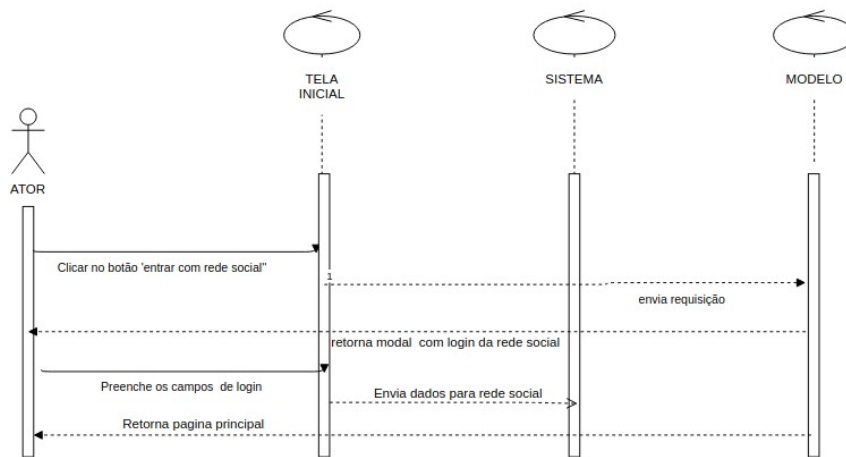 TELA
INICIAL
SISTEMA
MODELO
ATOR
Clicar no botão 'entrar com rede social"
1
envia requisição
retorna modal com login da rede social
Preenche os campos de login
Envia dados para rede social
Retorna pagina principal